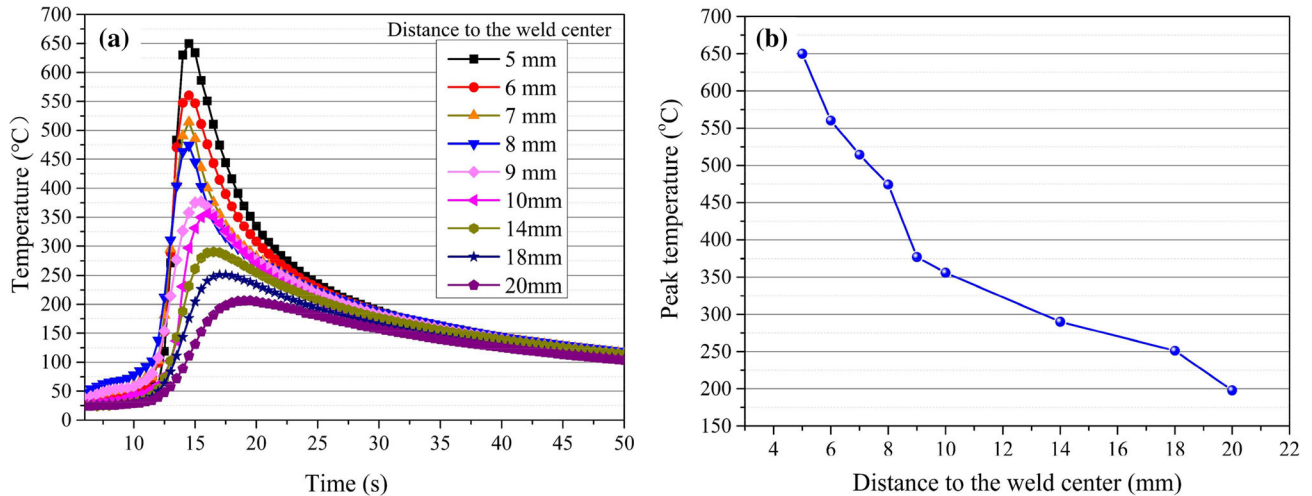 (a)
Distance to the weld center
5 mm
6 mm
7 mm
8 mm
9 mm
10mm
14mm
18mm
20mm
Temperature (°C)
700
650
600
550
500
450
400
350
300
250
200
150
100
50
0
10
15
20
25
30
35
40
45
50
Time (s)
(b)
Peak temperature (°C)
700
650
600
550
500
450
400
350
300
250
200
150
4
6
8
10
12
14
16
18
20
22
Distance to the weld center (mm)